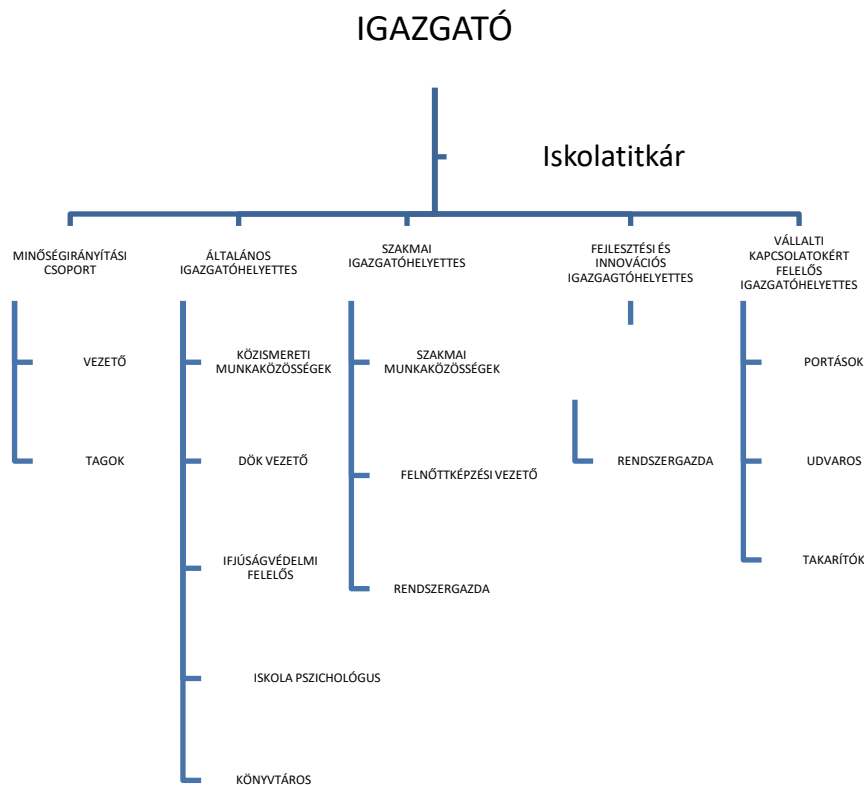 IGAZGATÓ
Iskolatitkár
MINŐSÉGIRÁNYÍTÁSI
CSOPORT
VEZETŐ
TAGOK
ÁLTALÁNOS
IGAZGATÓHELYETTES
KÖZISMERETI
MUNKAKÖZÖSSÉGEK
DÖK VEZETŐ
IFJÚSÁGVÉDELMI
FELELŐS
ISKOLA PSZICHOLÓGUS
KÖNYVTÁROS
SZAKMAI
IGAZGATÓHELYETTES
SZAKMAI
MUNKAKÖZÖSSÉGEK
FELNŐTTKÉPZÉSI VEZETŐ
RENDSZERGAZDA
FEJLESZTÉSI ÉS
INNOVÁCIÓS
IGAZGAGTÓHELYETTES
RENDSZERGAZDA
VÁLLALTI
KAPCSOLATOKÉRT
FELELŐS
IGAZGATÓHELYETTES
PORTÁSOK
UDVAROS
TAKARÍTÓK